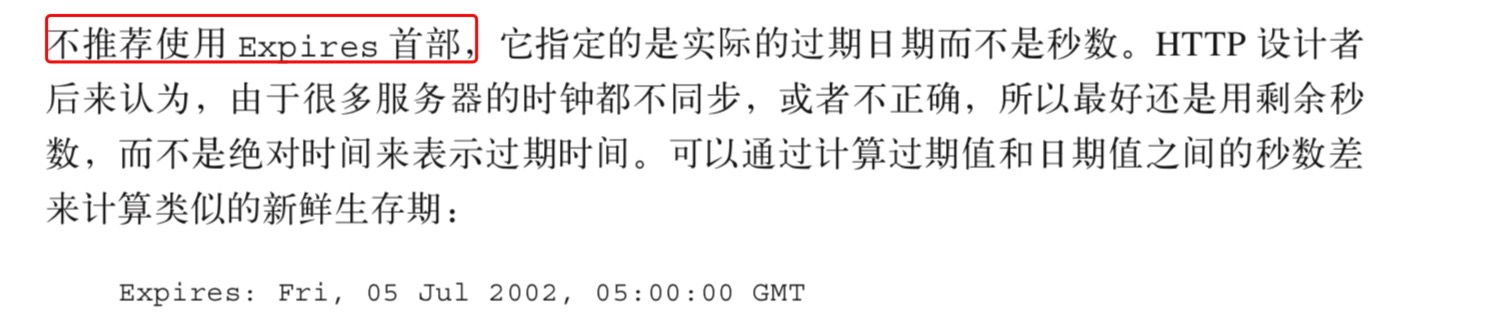 不推荐使用 Expires 首部，它指定的是实际的过期日期而不是秒数。HTTP 设计者
后来认为，由于很多服务器的时钟都不同步，或者不正确，所以最好还是用剩余秒
数，而不是绝对时间来表示过期时间。可以通过计算过期值和日期值之间的秒数差
来计算类似的新鲜生存期：
Expires: Fri, 05 Jul 2002, 05:00:00 GMT